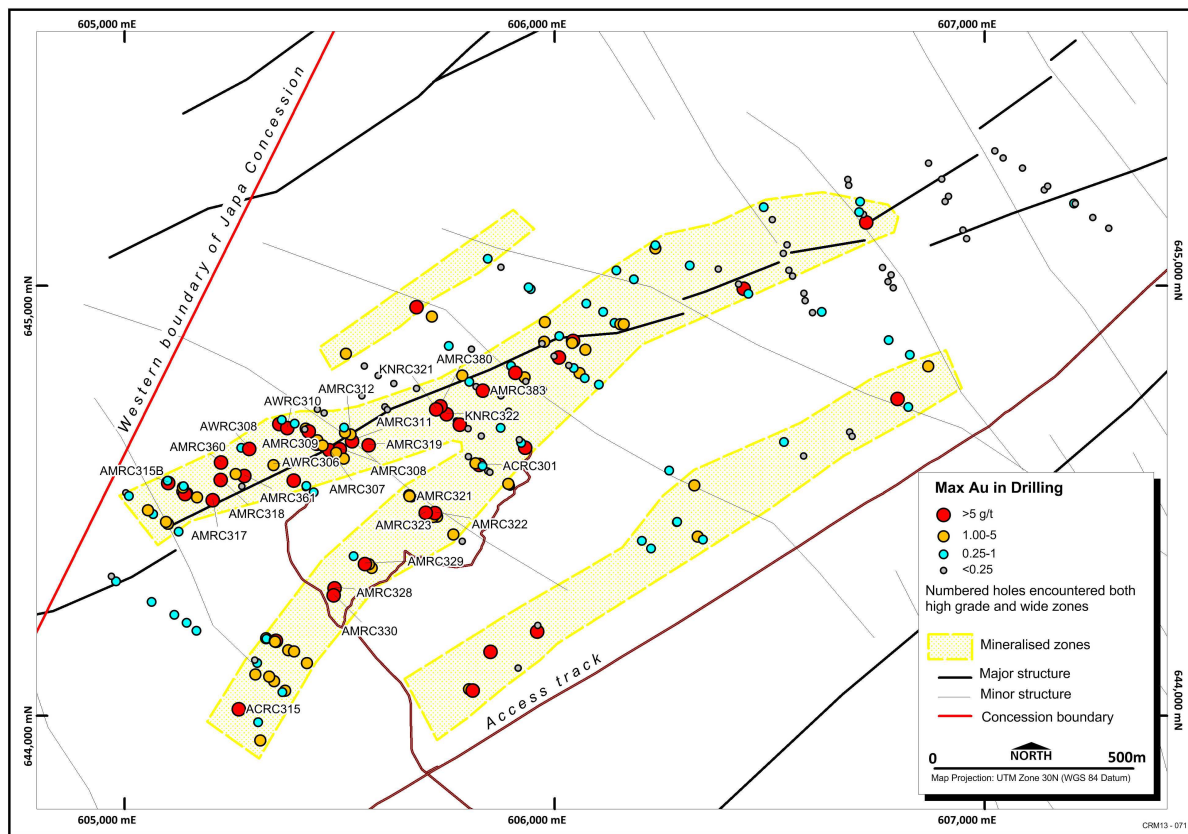 605,000 mE
606,000 mE
607,000 mE
Western boundary of Japa Concession
645,000 mN
645,000 mN
AMRC380
KNRC321
AMRC312
AMRC383
AWRC310
AMRC311
KNRC322
AWRC308
AMRC309
AMRC319
AMRC360
AWRC306
AMRC308
ACRC301
AMRC315B
AMRC307
AMRC361
AMRC321
AMRC318
AMRC323
AMRC322
AMRC317
AMRC329
AMRC328
AMRC330
ACRC315
Access track
644,000 mN
644,000 mN
Max Au in Drilling
>5 g/t
1.00-5
0.25-1
<0.25
Numbered holes encountered both
high grade and wide zones
Mineralised zones
Major structure
Minor structure
Concession boundary
0
NORTH
500m
Map Projection: UTM Zone 30N (WGS 84 Datum)
605,000 mE
606,000 mE
607,000 mE
CRM13 - 071